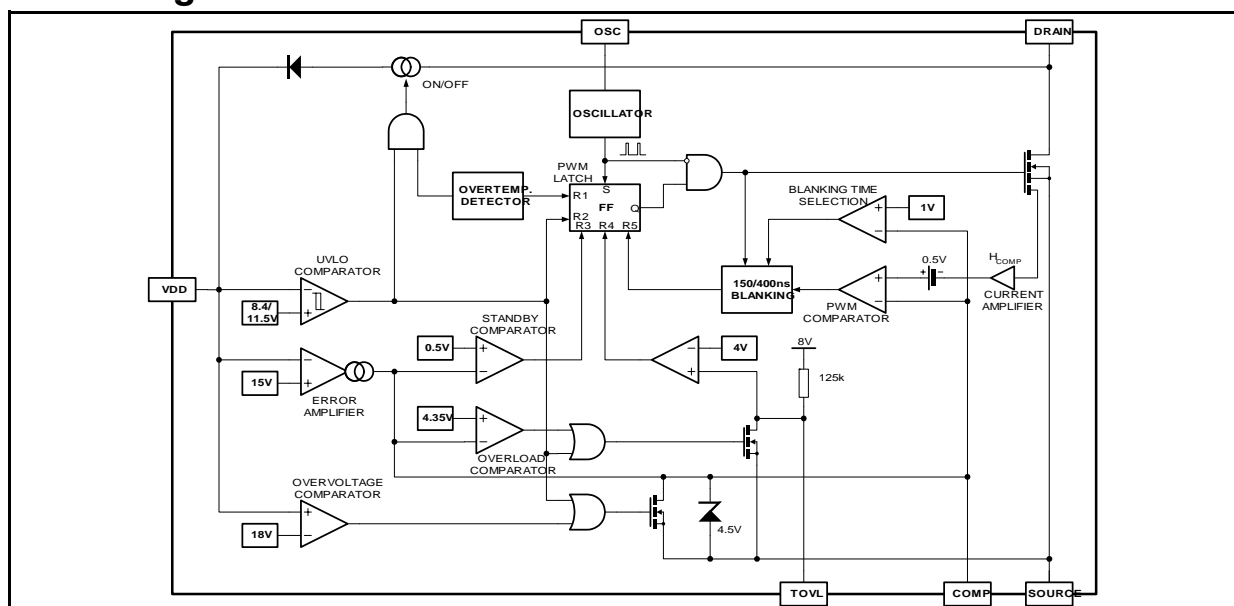 OSC
DRAIN
ON/OFF
OSCILLATOR
PWM
LATCH
OVERTEMP.
DETECTOR
S
R1
FF
Q
R2
R3 R4 R5
BLANKING TIME
SELECTION
+
−
1V
UVLO
COMPARATOR
VDD
−
+
8.4/
11.5V
150/400ns
BLANKING
+
−
PWM
COMPARATOR
0.5V
+ −
HCOMP
CURRENT
AMPLIFIER
STANDBY
COMPARATOR
0.5V
+
−
−
+
4V
8V
125k
−
+
15V
ERROR
AMPLIFIER
4.35V
+
−
OVERLOAD
COMPARATOR
OVERVOLTAGE
COMPARATOR
+
−
18V
4.5V
TOVL
COMP
SOURCE